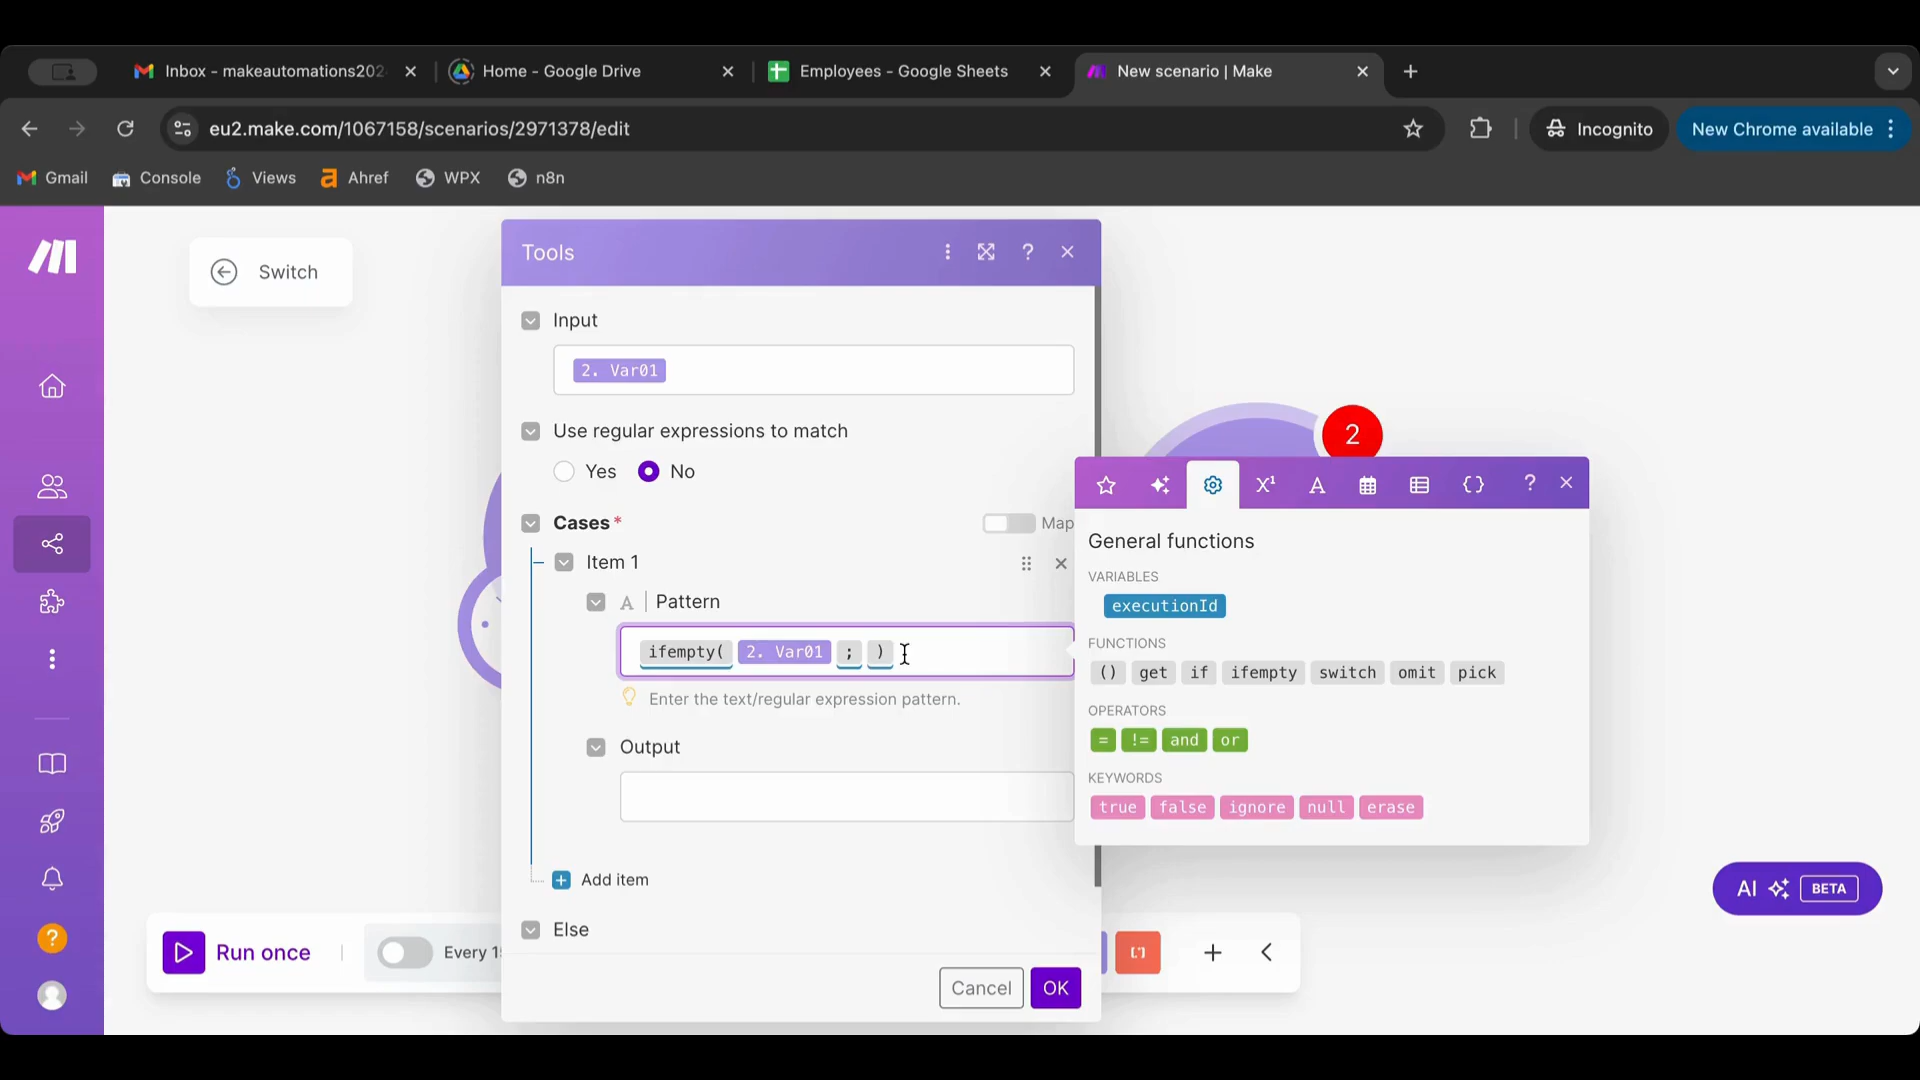 Inbox - makeautomations202
Home - Google Drive
Employees - Google Sheets
New scenario | Make
eu2.make.com/1067158/scenarios/2971378/edit
Incognito
New Chrome available
Gmail
Console
Views
Ahref
WPX
n8n
Switch
Tools
?
Input
2. Var01
Use regular expressions to match
Yes
No
Cases*
Map
Item 1
A
Pattern
ifempty( 2. Var01 ; )
Enter the text/regular expression pattern.
Output
Add item
Else
Cancel
OK
2
X¹
A
{}
?
General functions
VARIABLES
executionId
FUNCTIONS
() get if ifempty switch omit pick
OPERATORS
= != and or
KEYWORDS
true false ignore null erase
AI
BETA
?
Run once
Every 15